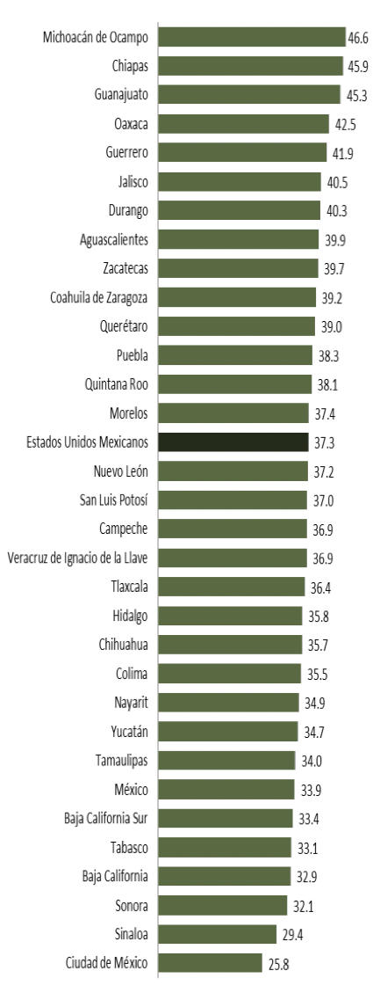 Michoacán de Ocampo 46.6
Chiapas 45.9
Guanajuato 45.3
Oaxaca 42.5
Guerrero 41.9
Jalisco 40.5
Durango 40.3
Aguascalientes 39.9
Zacatecas 39.7
Coahuila de Zaragoza 39.2
Querétaro 39.0
Puebla 38.3
Quintana Roo 38.1
Morelos 37.4
Estados Unidos Mexicanos 37.3
Nuevo León 37.2
San Luis Potosí 37.0
Campeche 36.9
Veracruz de Ignacio de la Llave 36.9
Tlaxcala 36.4
Hidalgo 35.8
Chihuahua 35.7
Colima 35.5
Nayarit 34.9
Yucatán 34.7
Tamaulipas 34.0
México 33.9
Baja California Sur 33.4
Tabasco 33.1
Baja California 32.9
Sonora 32.1
Sinaloa 29.4
Ciudad de México 25.8